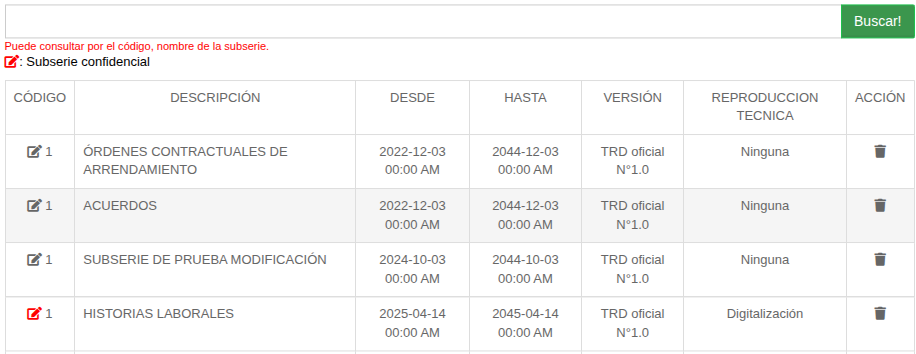 Buscar!
Puede consultar por el código, nombre de la subserie.
: Subserie confidencial
CÓDIGO DESCRIPCIÓN DESDE HASTA VERSIÓN REPRODUCCION TECNICA ACCIÓN
1 ÓRDENES CONTRACTUALES DE ARRENDAMIENTO 2022-12-03 00:00 AM 2044-12-03 00:00 AM TRD oficial N°1.0 Ninguna
1 ACUERDOS 2022-12-03 00:00 AM 2044-12-03 00:00 AM TRD oficial N°1.0 Ninguna
1 SUBSERIE DE PRUEBA MODIFICACIÓN 2024-10-03 00:00 AM 2044-10-03 00:00 AM TRD oficial N°1.0 Ninguna
1 HISTORIAS LABORALES 2025-04-14 00:00 AM 2045-04-14 00:00 AM TRD oficial N°1.0 Digitalización